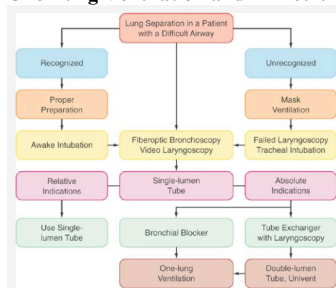 Lung Separation in a Patient
with a Difficult Airway
Recognized
Unrecognized
Proper
Preparation
Mask
Ventilation
Awake Intubation
Fiberoptic Bronchoscopy
Video Laryngoscopy
Failed Laryngoscopy
Tracheal Intubation
Relative
Indications
Single-lumen
Tube
Absolute
Indications
Use Single-
lumen Tube
Bronchial Blocker
Tube Exchanger
with Laryngoscopy
One-lung
Ventilation
Double-lumen
Tube, Univent